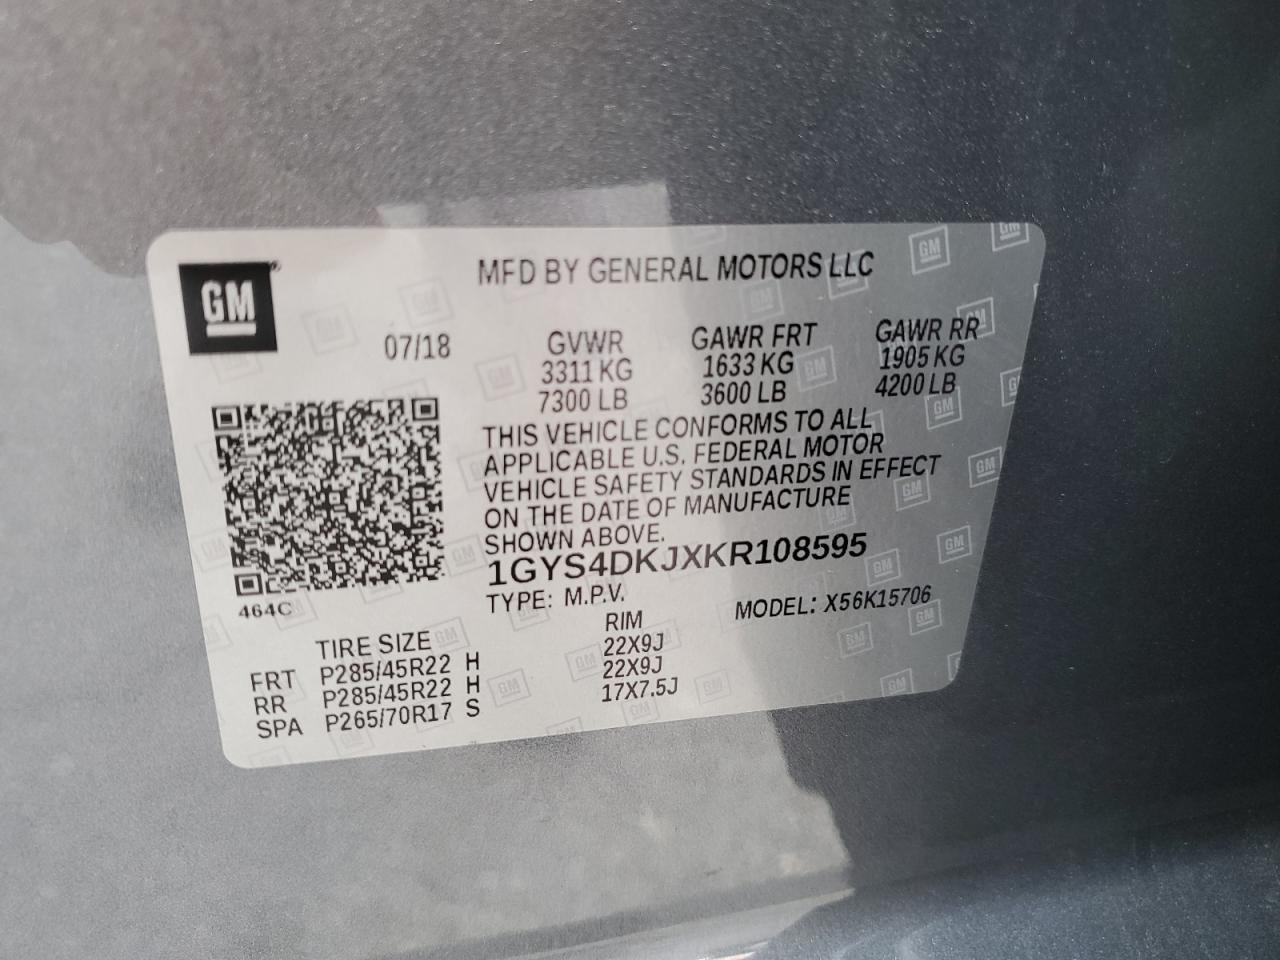 GM
MFD BY GENERAL MOTORS LLC
07/18 GVWR GAWR FRT GAWR RR
3311 KG 1633 KG 1905 KG
7300 LB 3600 LB 4200 LB
THIS VEHICLE CONFORMS TO ALL
APPLICABLE U.S. FEDERAL MOTOR
VEHICLE SAFETY STANDARDS IN EFFECT
ON THE DATE OF MANUFACTURE
SHOWN ABOVE.
1GYS4DKJXKR108595
TYPE: M.P.V. MODEL: X56K15706
464C
TIRE SIZE RIM
FRT P285/45R22 H 22X9J
RR P285/45R22 H 22X9J
SPA P265/70R17 S 17X7.5J